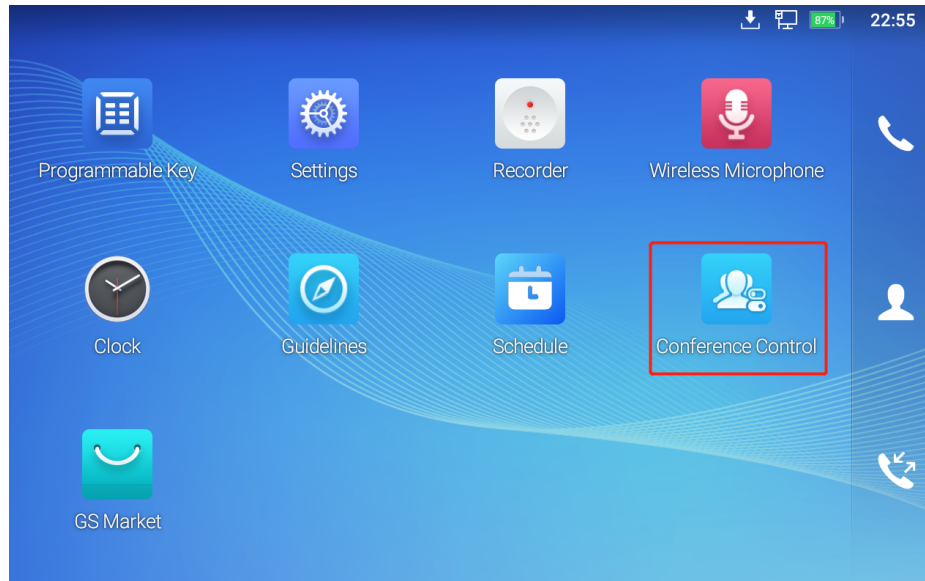 87% 22:55
Programmable Key Settings Recorder Wireless Microphone
Clock Guidelines Schedule Conference Control
GS Market